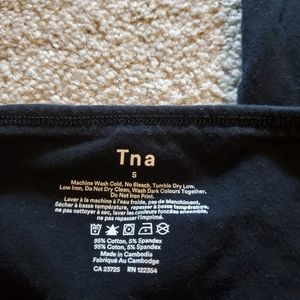 Tna
S
Machine Wash Cold, No Bleach, Tumble Dry Low,
Low Iron, Do Not Dry Clean, Wash Dark Colours Together.
Do Not Iron Print.
Laver à la machine à l'eau froide, pas de blanchiment,
Sécher à basse température, repasser à basse température,
ne pas nettoyer à sec, laver les couleurs foncées ensemble,
ne pas repasser l'imprimé.
95% Cotton, 5% Spandex
95% Coton, 5% Spandex
Made in Cambodia
Fabriqué Au Cambodge
CA 23725 RN 122354